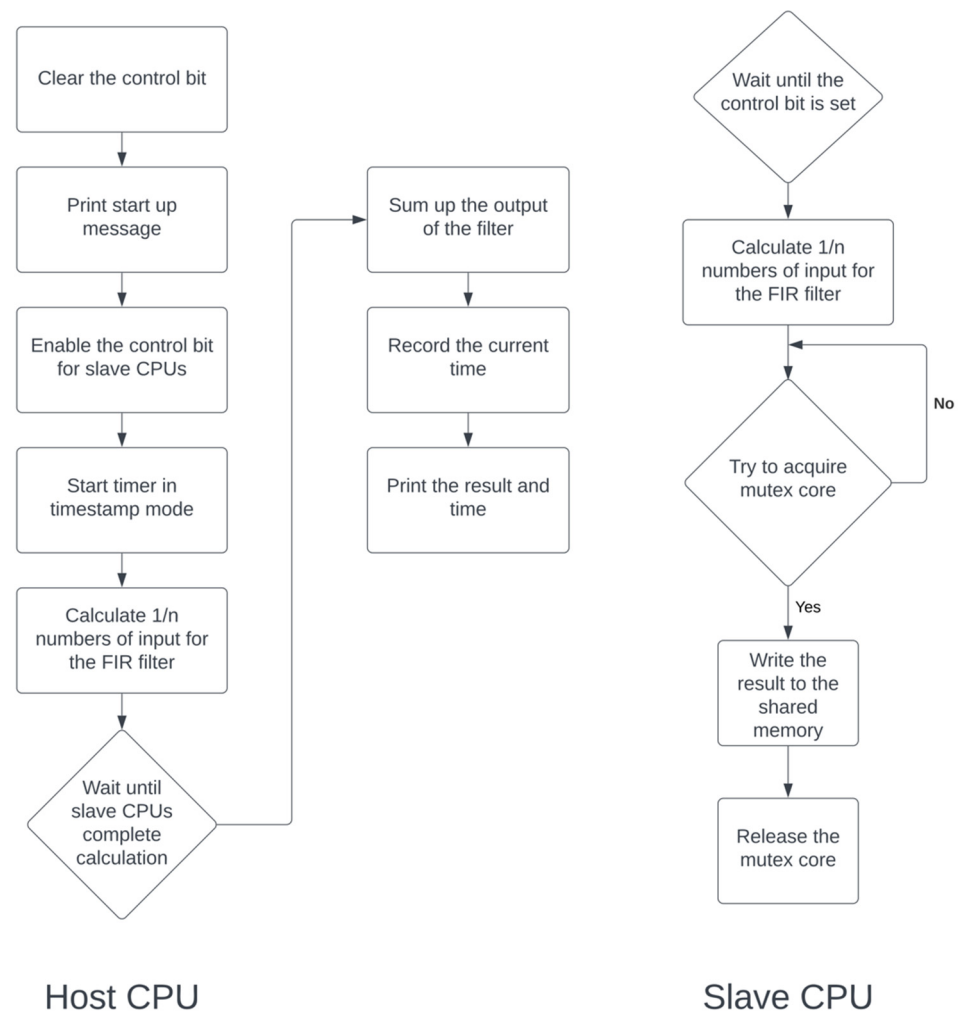 Clear the control bit
Print start up
message
Enable the control bit
for slave CPUs
Start timer in
timestamp mode
Calculate 1/n
numbers of input for
the FIR filter
Wait until
slave CPUs
complete
calculation
Sum up the output
of the filter
Record the current
time
Print the result and
time
Host CPU
Wait until the
control bit is set
Calculate 1/n
numbers of input for
the FIR filter
No
Try to acquire
mutex core
Yes
Write the
result to the
shared
memory
Release the
mutex core
Slave CPU